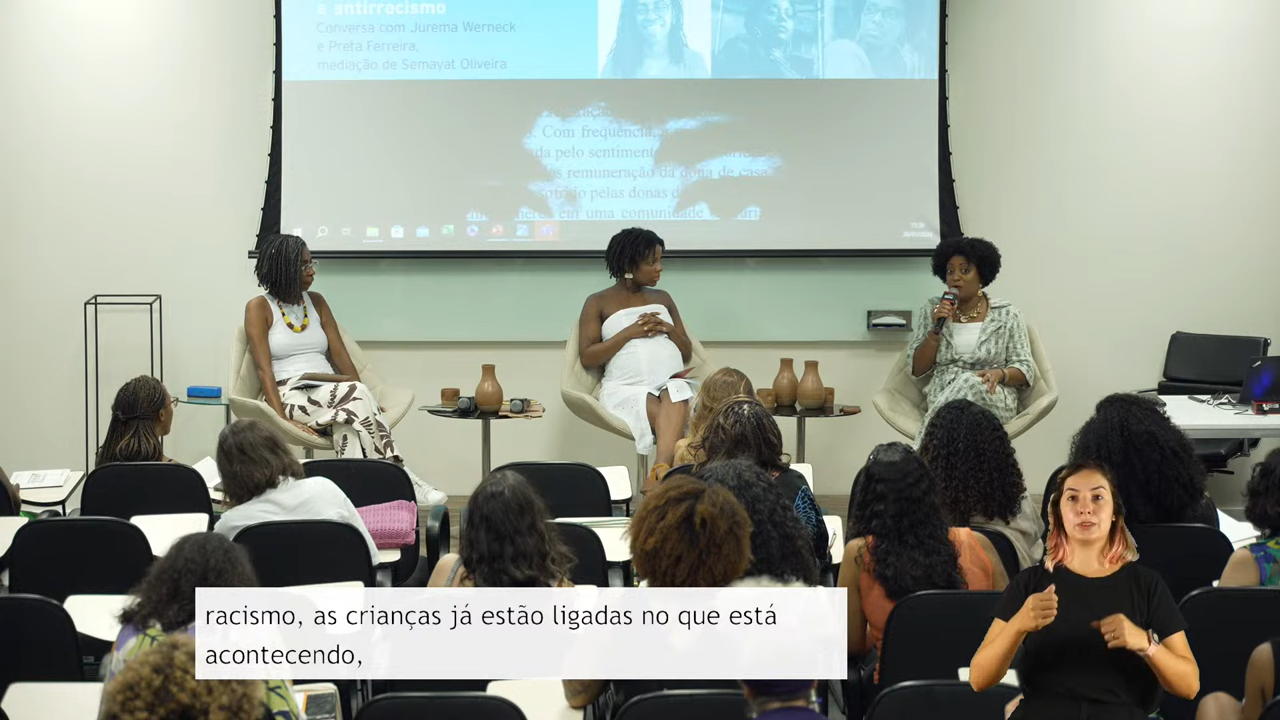 e antirracismo
Conversa com Jurema Werneck
e Preta Ferreira,
mediação de Semayat Oliveira
. Com frequência,
da pelo sentiment
remuneração da dona de casa
pelas donas d
em uma comunidade
racismo, as crianças já estão ligadas no que está
acontecendo,